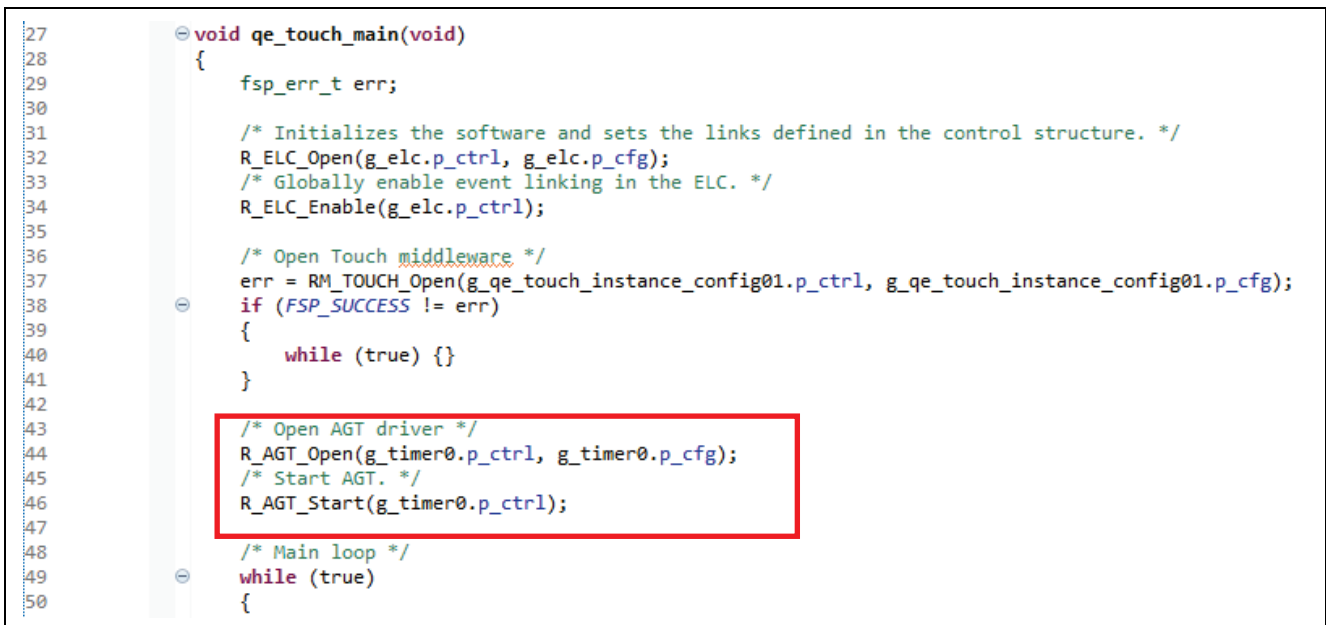 27 void qe_touch_main(void)
28 {
29 fsp_err_t err;
30
31 /* Initializes the software and sets the links defined in the control structure. */
32 R_ELC_Open(g_elc.p_ctrl, g_elc.p_cfg);
33 /* Globally enable event linking in the ELC. */
34 R_ELC_Enable(g_elc.p_ctrl);
35
36 /* Open Touch middleware */
37 err = RM_TOUCH_Open(g_qe_touch_instance_config01.p_ctrl, g_qe_touch_instance_config01.p_cfg);
38 if (FSP_SUCCESS != err)
39 {
40 while (true) {}
41 }
42
43 /* Open AGT driver */
44 R_AGT_Open(g_timer0.p_ctrl, g_timer0.p_cfg);
45 /* Start AGT. */
46 R_AGT_Start(g_timer0.p_ctrl);
47
48 /* Main loop */
49 while (true)
50 {